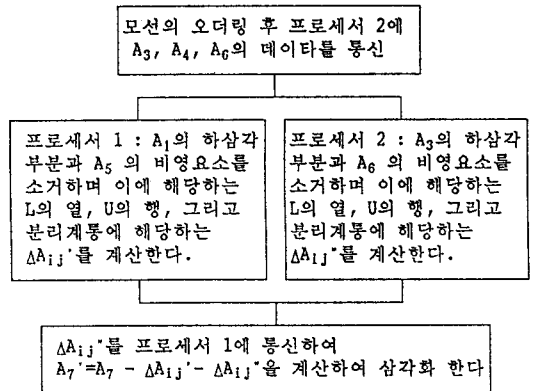 모선의 오더링 후 프로세서 2에
A₃, A₄, A₆의 데이타를 통신
프로세서 1 : A₁의 하삼각
부분과 A₅ 의 비영요소를
소거하며 이에 해당하는
L의 열, U의 행, 그리고
분리계통에 해당하는
ΔAᵢⱼ'를 계산한다.
프로세서 2 : A₃의 하삼각
부분과 A₆ 의 비영요소를
소거하며 이에 해당하는
L의 열, U의 행, 그리고
분리계통에 해당하는
ΔAᵢⱼ"를 계산한다.
ΔAᵢⱼ"를 프로세서 1에 통신하여
A₇'=A₇ - ΔAᵢⱼ'- ΔAᵢⱼ"을 계산하여 삼각화 한다